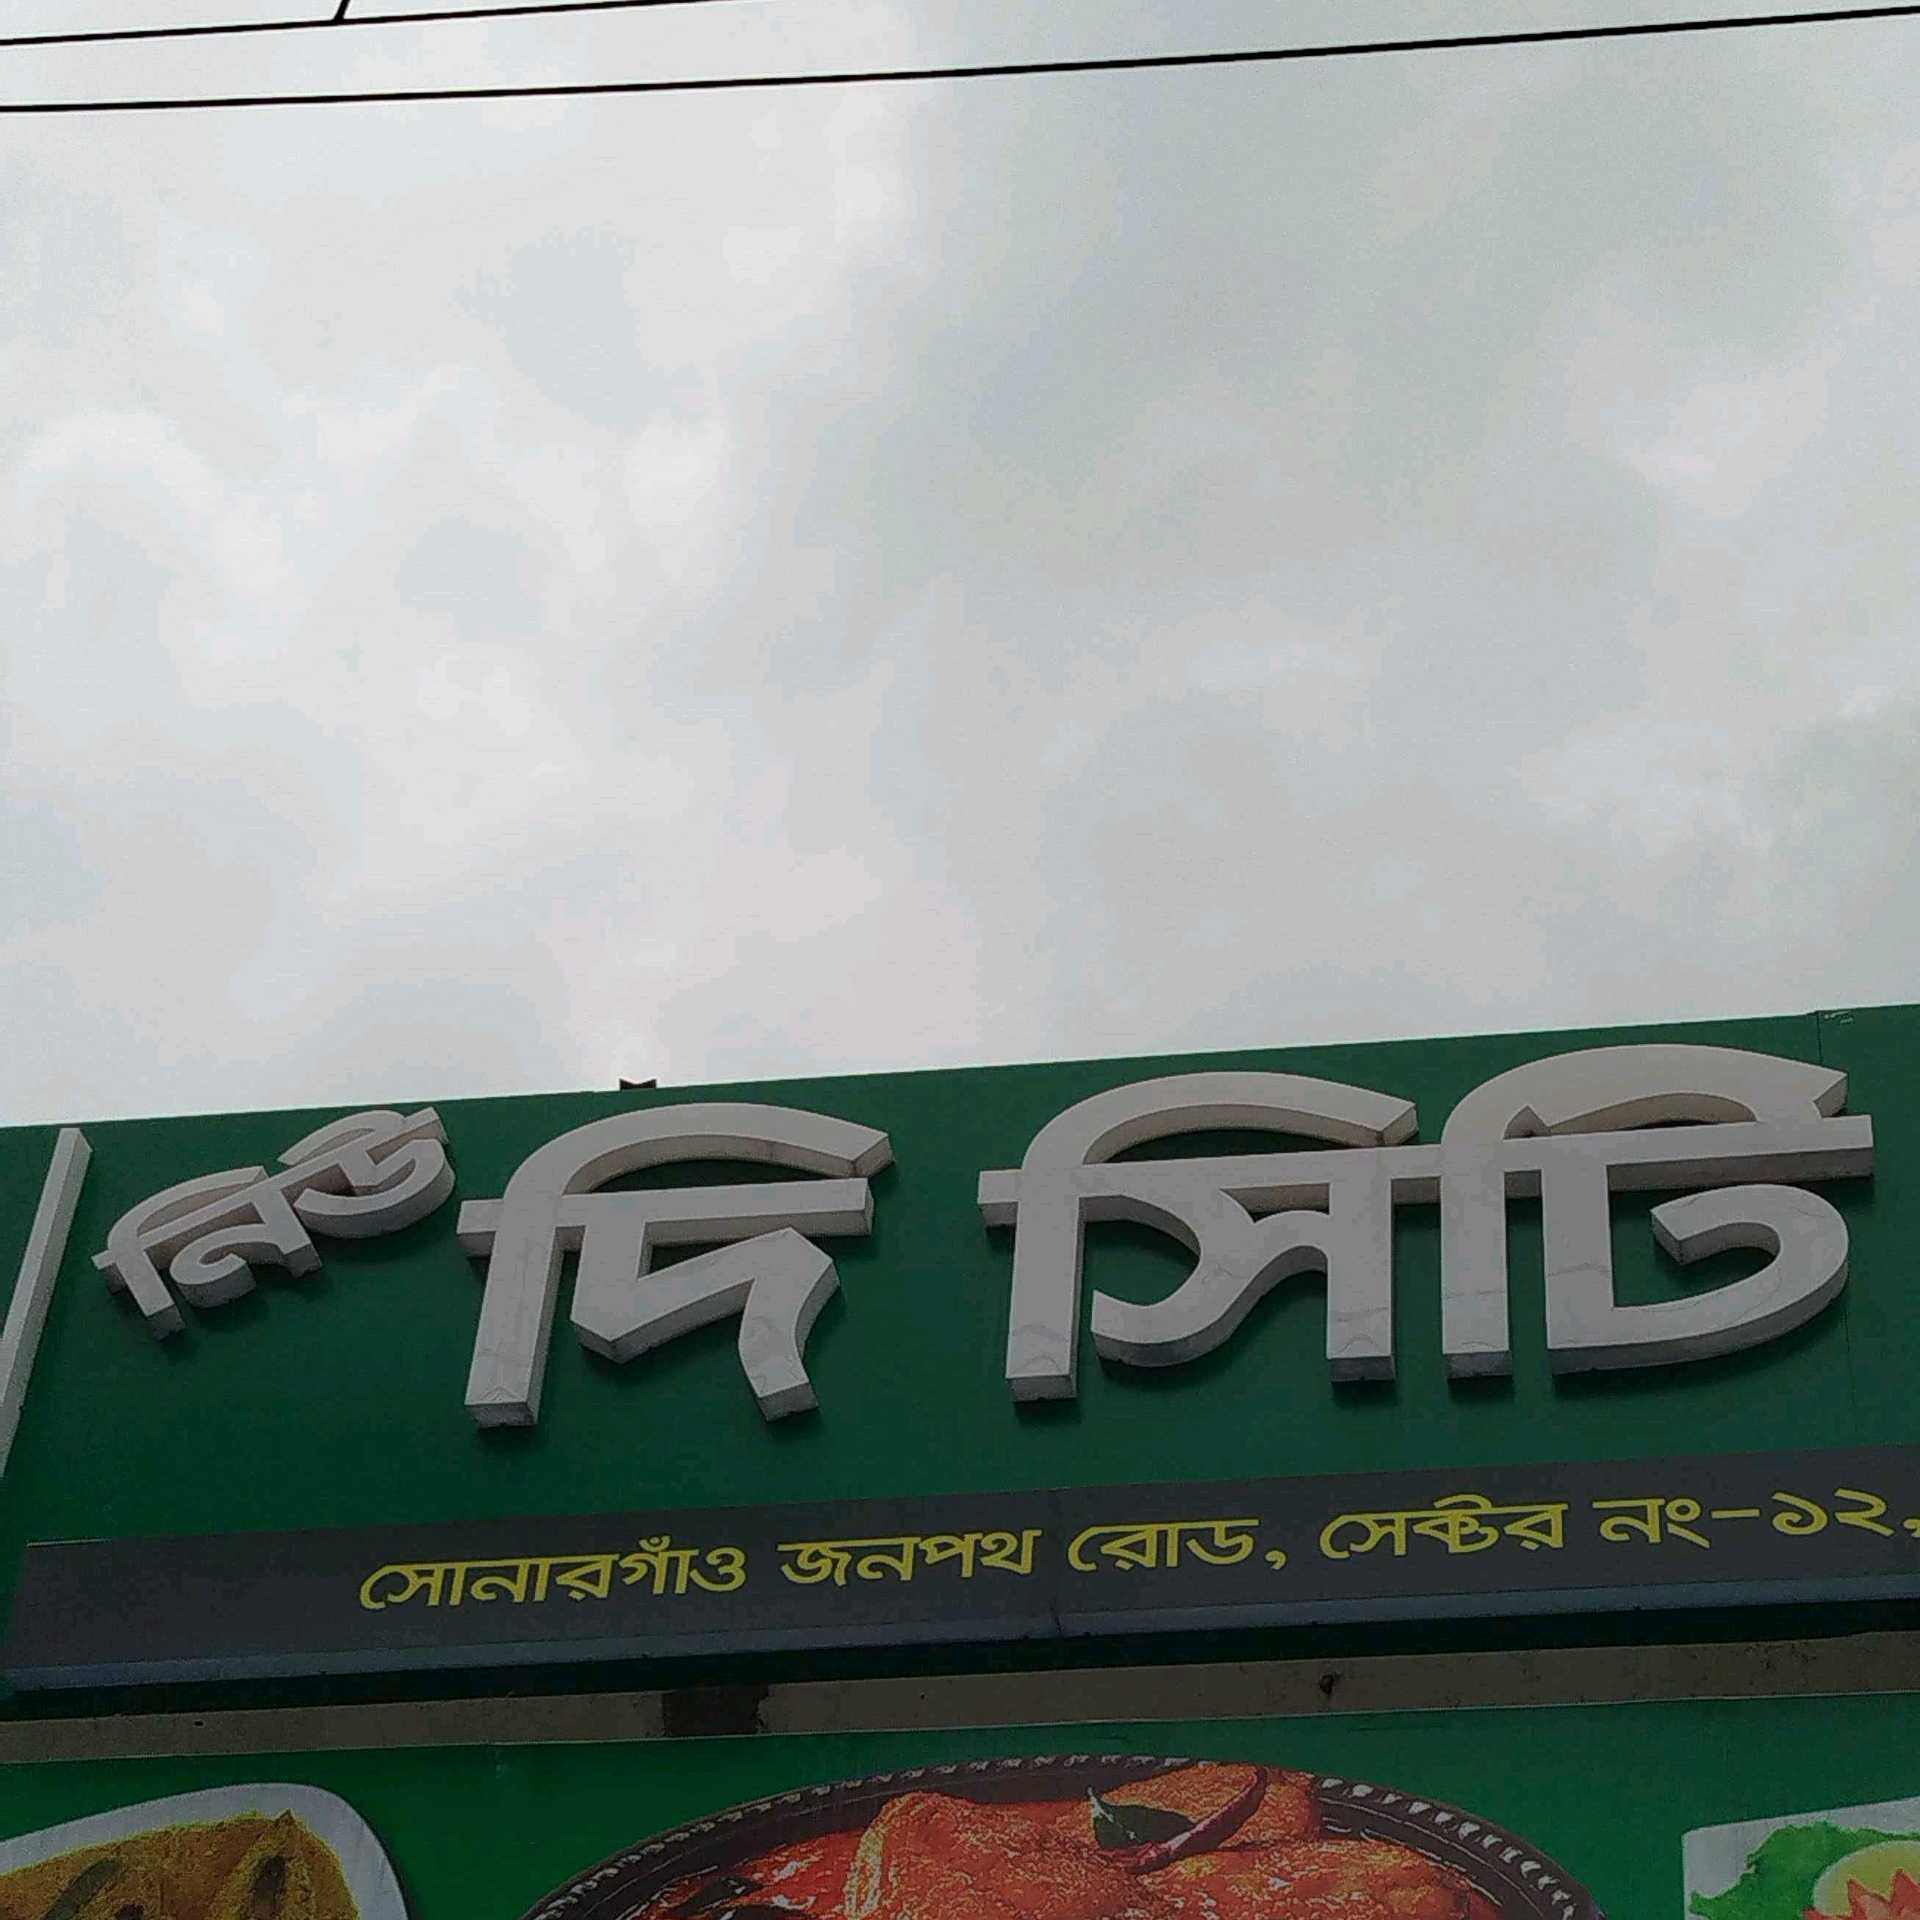 নিউ দি সিটি
সোনারগাঁও জনপথ রোড, সেক্টর নং-১২,